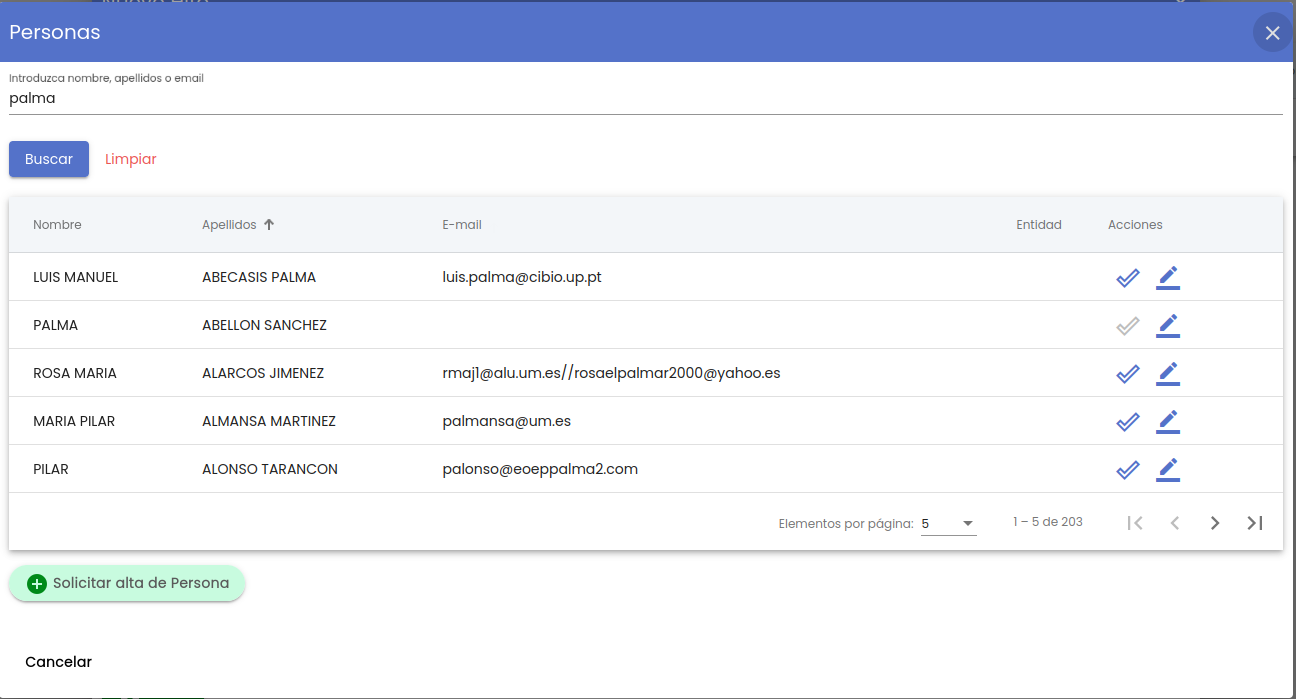 Personas
Introduzca nombre, apellidos o email
palma
Buscar Limpiar
Nombre Apellidos E-mail Entidad Acciones
LUIS MANUEL ABECASIS PALMA luis.palma@cibio.up.pt
PALMA ABELLON SANCHEZ
ROSA MARIA ALARCOS JIMENEZ rmaj1@alu.um.es//rosaelpalmar2000@yahoo.es
MARIA PILAR ALMANSA MARTINEZ palmansa@um.es
PILAR ALONSO TARANCON palonso@eoeppalma2.com
Elementos por página: 5 1 – 5 de 203
Solicitar alta de Persona
Cancelar